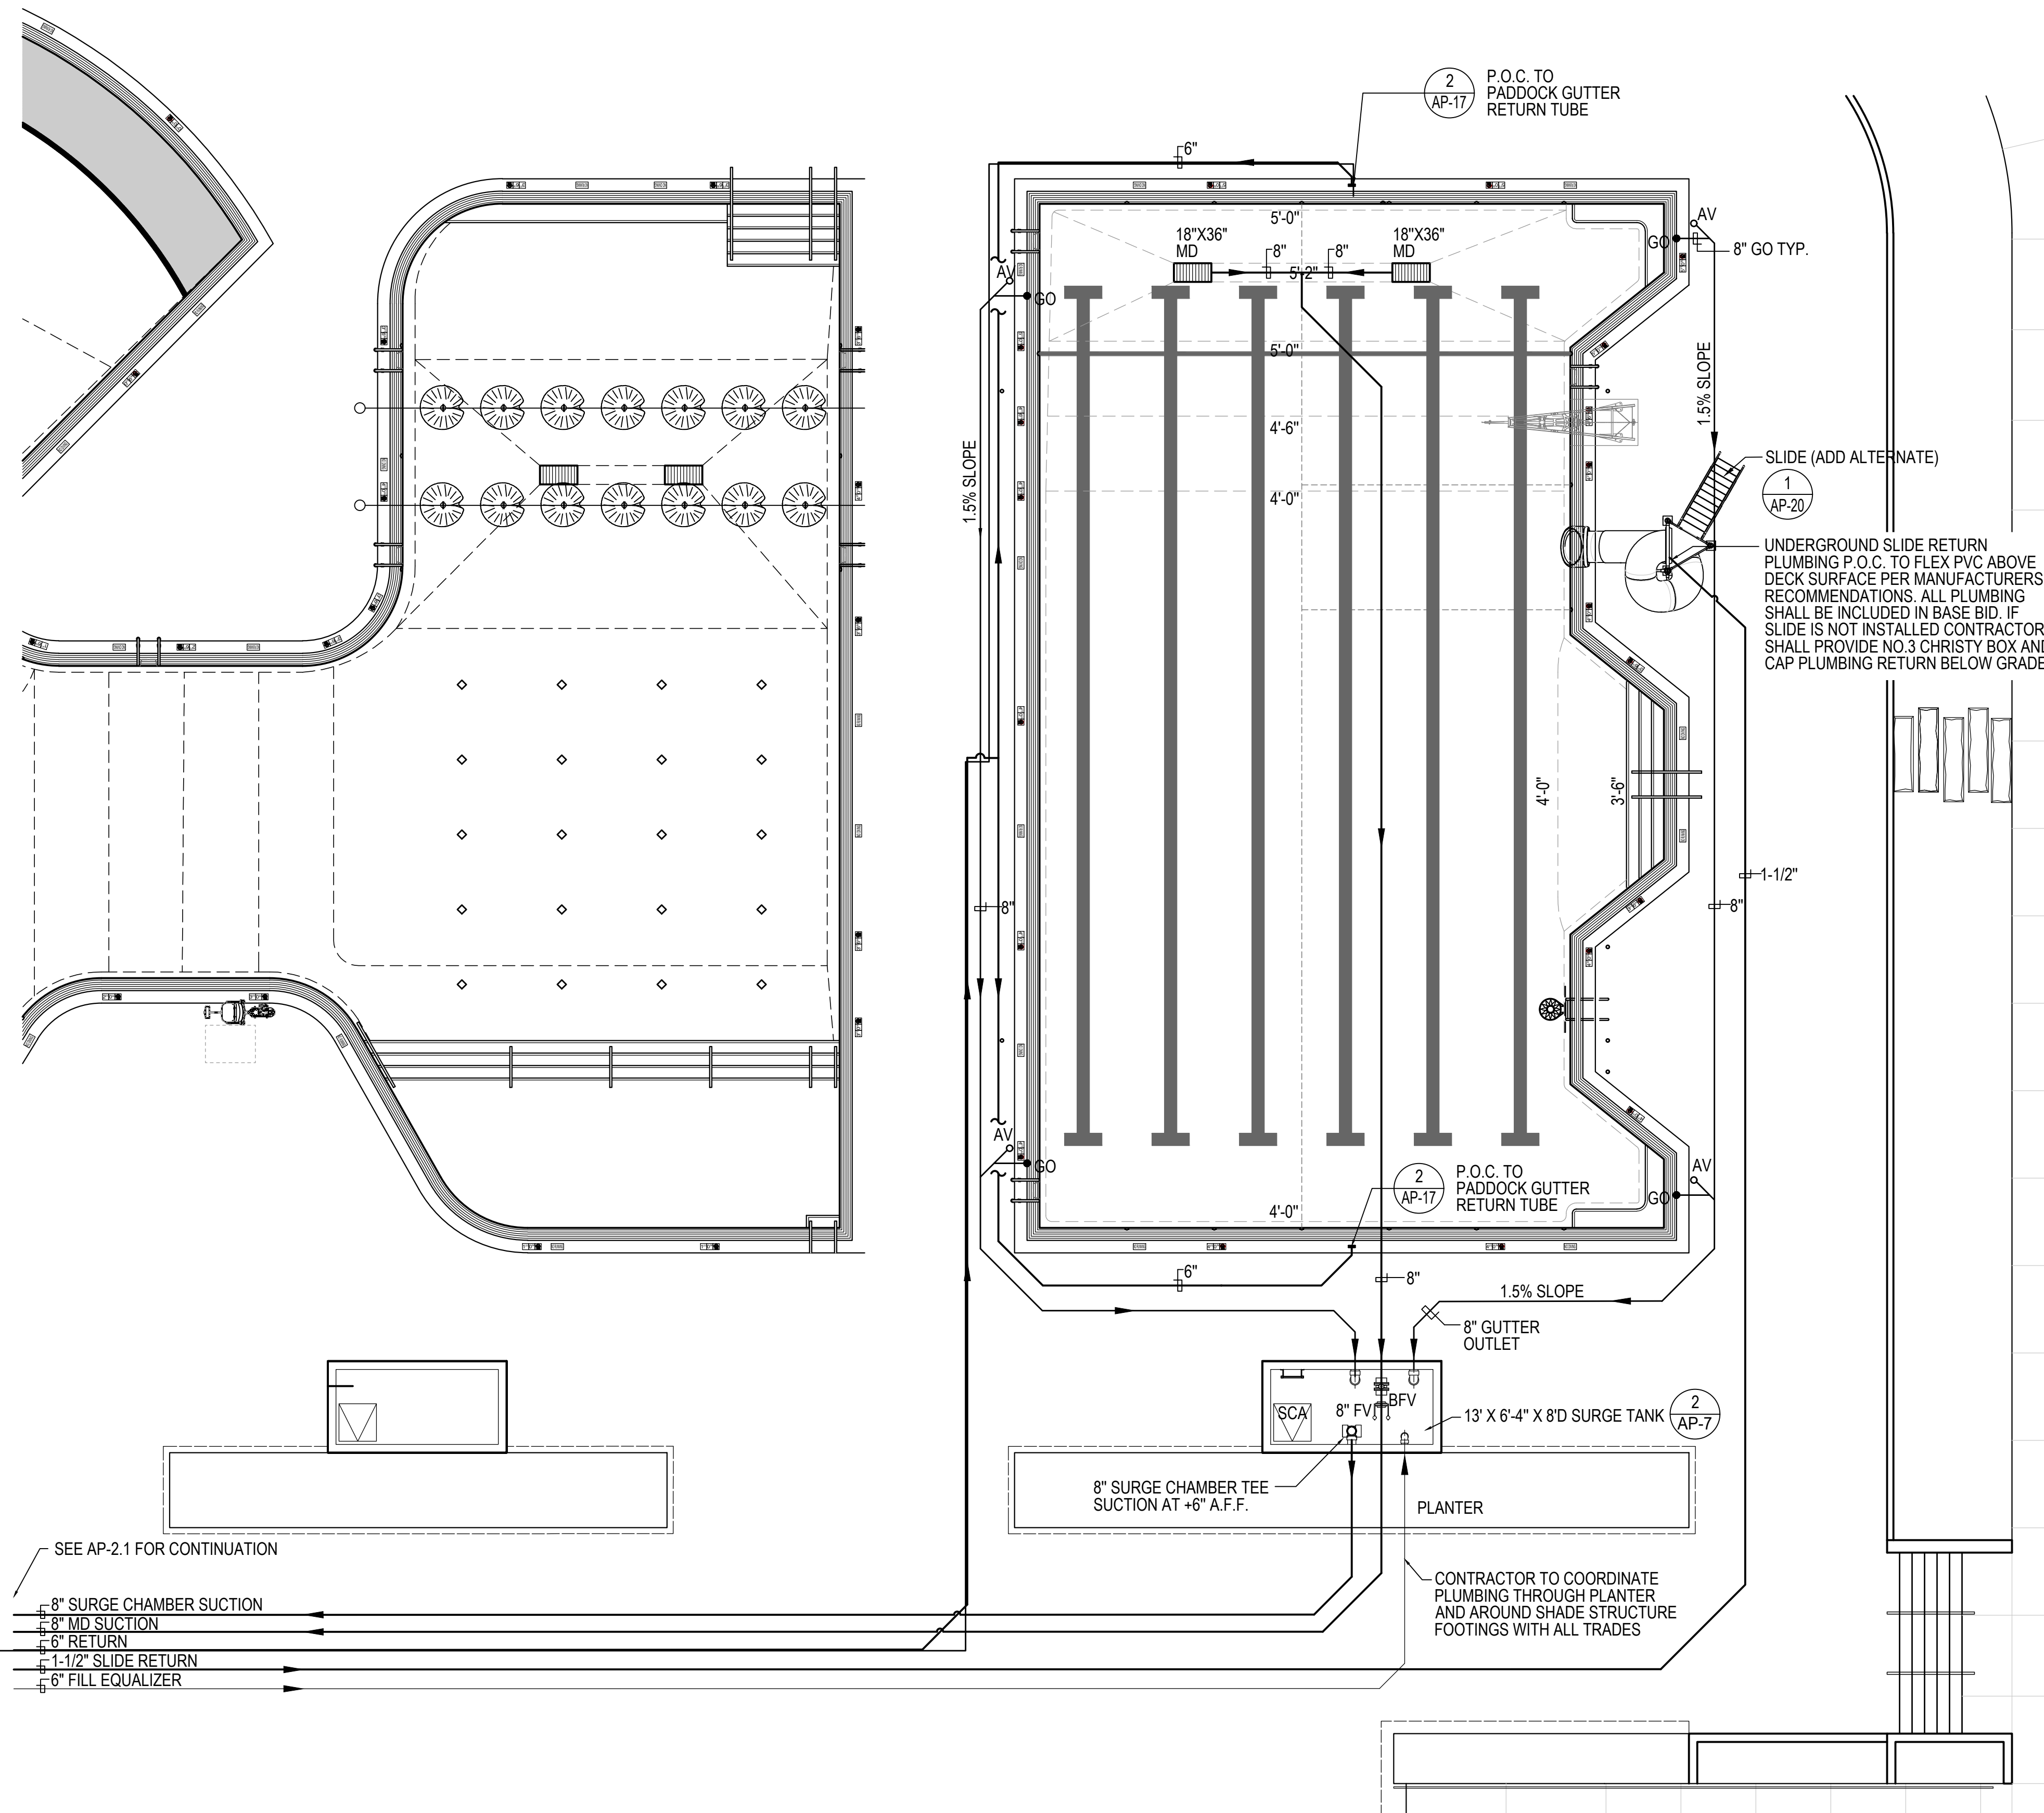 2
AP-17
P.O.C. TO
PADDOCK GUTTER
RETURN TUBE
6"
AV
GO
8" GO TYP.
5'-0"
18"X36"
MD
8"
8"
18"X36"
MD
5'-2"
AV
GO
5'-0"
1.5% SLOPE
4'-6"
1.5% SLOPE
4'-0"
SLIDE (ADD ALTERNATE)
1
AP-20
UNDERGROUND SLIDE RETURN
PLUMBING P.O.C. TO FLEX PVC ABOVE
DECK SURFACE PER MANUFACTURERS
RECOMMENDATIONS. ALL PLUMBING
SHALL BE INCLUDED IN BASE BID. IF
SLIDE IS NOT INSTALLED CONTRACTOR
SHALL PROVIDE NO.3 CHRISTY BOX AND
CAP PLUMBING RETURN BELOW GRADE
4'-0"
3'-6"
1-1/2"
8"
8"
AV
GO
2
AP-17
P.O.C. TO
PADDOCK GUTTER
RETURN TUBE
AV
GO
4'-0"
6"
8"
1.5% SLOPE
8" GUTTER
OUTLET
SCA
8" FV
BFV
13' X 6'-4" X 8'D SURGE TANK
2
AP-7
8" SURGE CHAMBER TEE
SUCTION AT +6" A.F.F.
PLANTER
SEE AP-2.1 FOR CONTINUATION
CONTRACTOR TO COORDINATE
PLUMBING THROUGH PLANTER
AND AROUND SHADE STRUCTURE
FOOTINGS WITH ALL TRADES
8" SURGE CHAMBER SUCTION
8" MD SUCTION
6" RETURN
1-1/2" SLIDE RETURN
6" FILL EQUALIZER